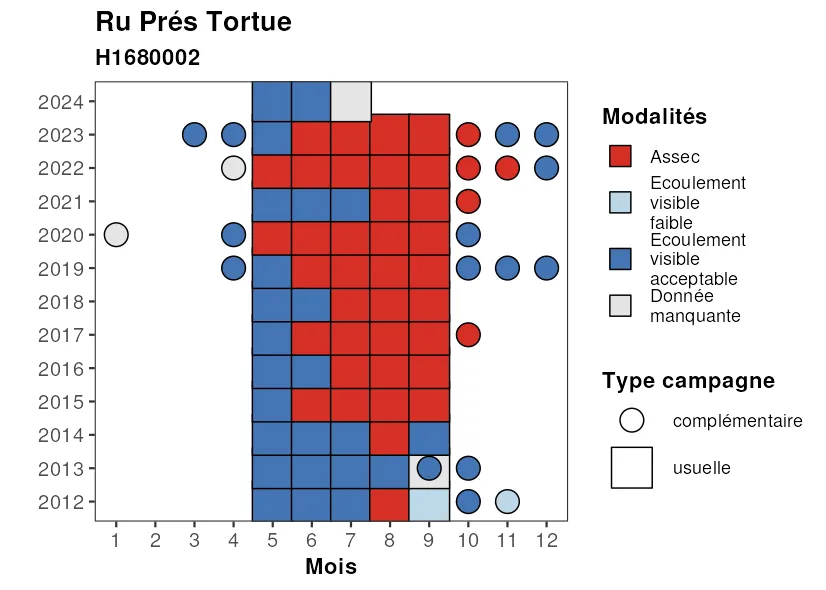 Ru Prés Tortue
H1680002
2024
2023
2022
2021
2020
2019
2018
2017
2016
2015
2014
2013
2012
1 2 3 4 5 6 7 8 9 10 11 12
Mois
Modalités
Assec
Ecoulement
visible
faible
Ecoulement
visible
acceptable
Donnée
manquante
Type campagne
complémentaire
usuelle